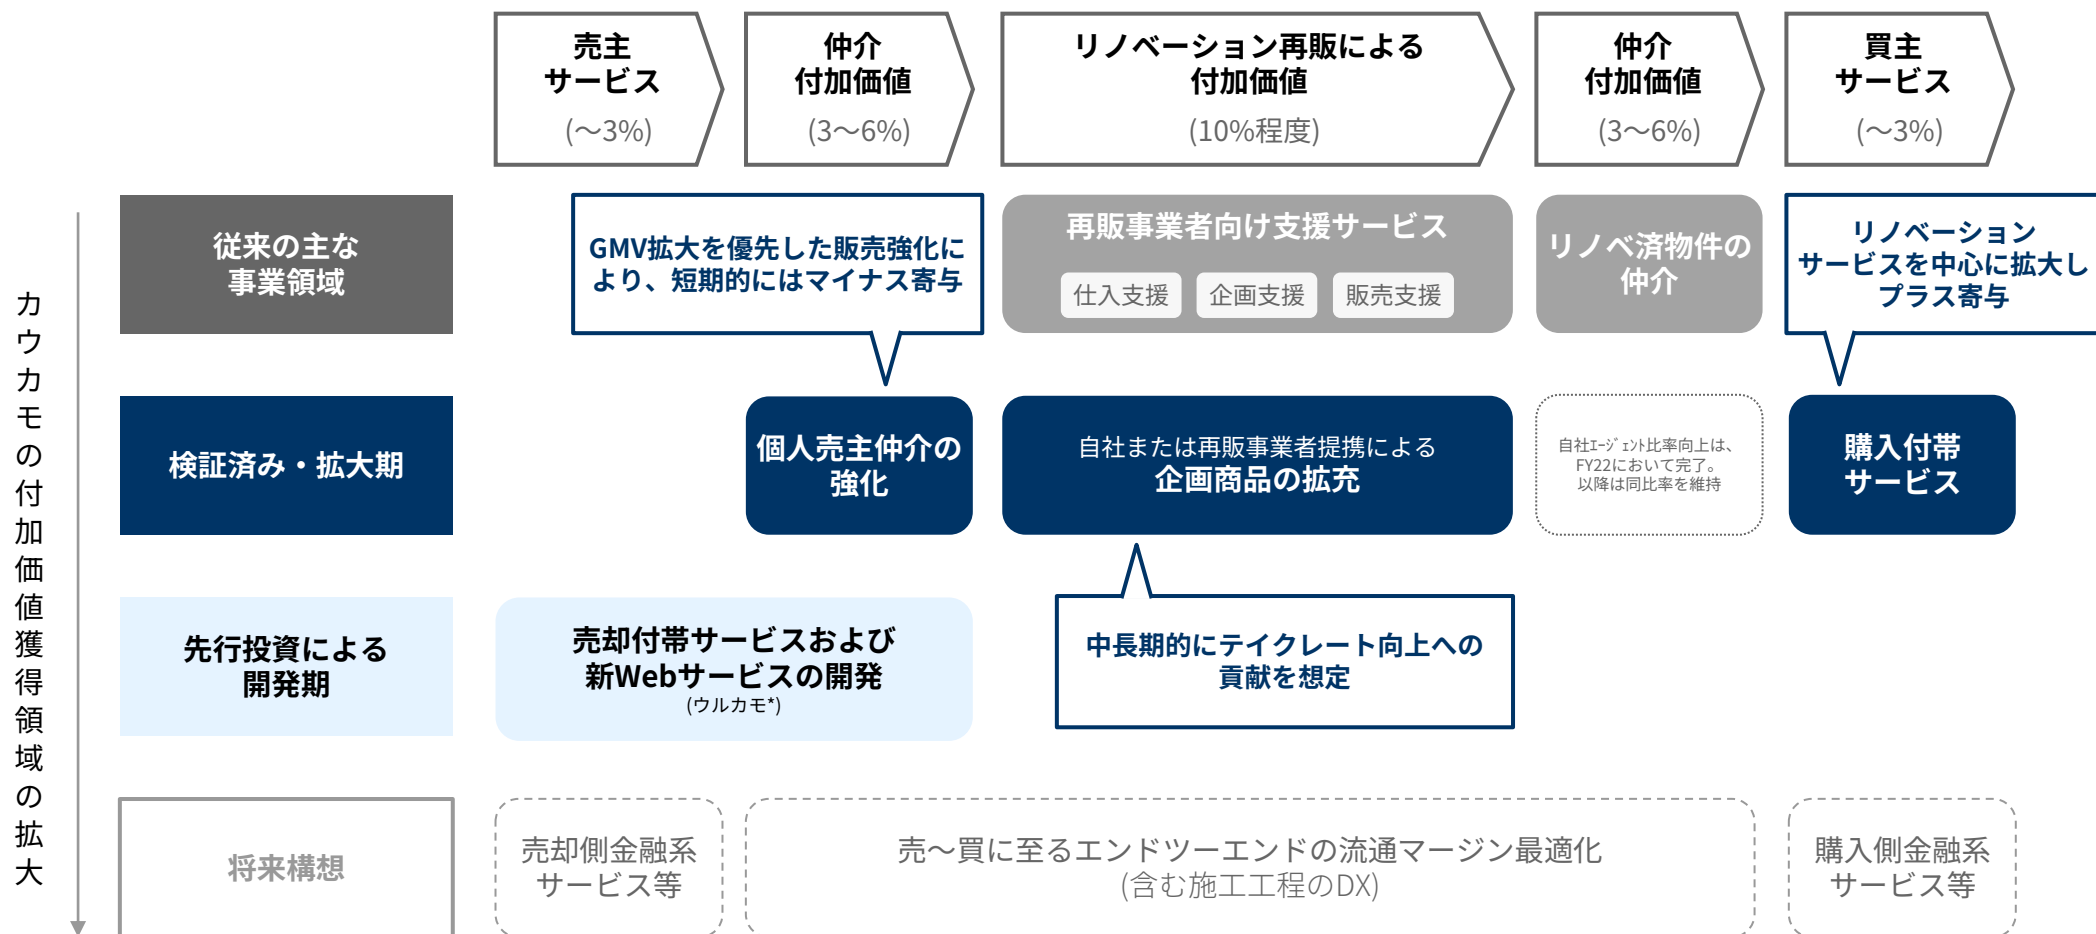 売主
サービス
(〜3%)
仲介
付加価値
(3〜6%)
リノベーション再販による
付加価値
(10%程度)
仲介
付加価値
(3〜6%)
買主
サービス
(〜3%)
カウカモの付加価値獲得領域の拡大
従来の主な
事業領域
GMV拡大を優先した販売強化に
より、短期的にはマイナス寄与
再販事業者向け支援サービス
仕入支援
企画支援
販売支援
リノベ済物件の
仲介
リノベーション
サービスを中心に拡大し
プラス寄与
検証済み・拡大期
個人売主仲介の
強化
自社または再販事業者提携による
企画商品の拡充
自社ｴｰｼﾞｪﾝﾄ比率向上は、
FY22において完了。
以降は同比率を維持
購入付帯
サービス
先行投資による
開発期
売却付帯サービスおよび
新Webサービスの開発
(ウルカモ*)
中長期的にテイクレート向上への
貢献を想定
将来構想
売却側金融系
サービス等
売〜買に至るエンドツーエンドの流通マージン最適化
(含む施工工程のDX)
購入側金融系
サービス等